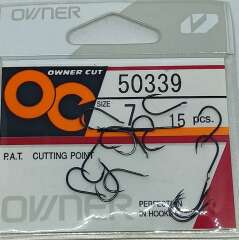 OWNER
OWNER CUT
OC
50339
SIZE 7 15 pcs.
P.A.T. CUTTING POINT
PERFECTION
IN HOOKS
OWNER